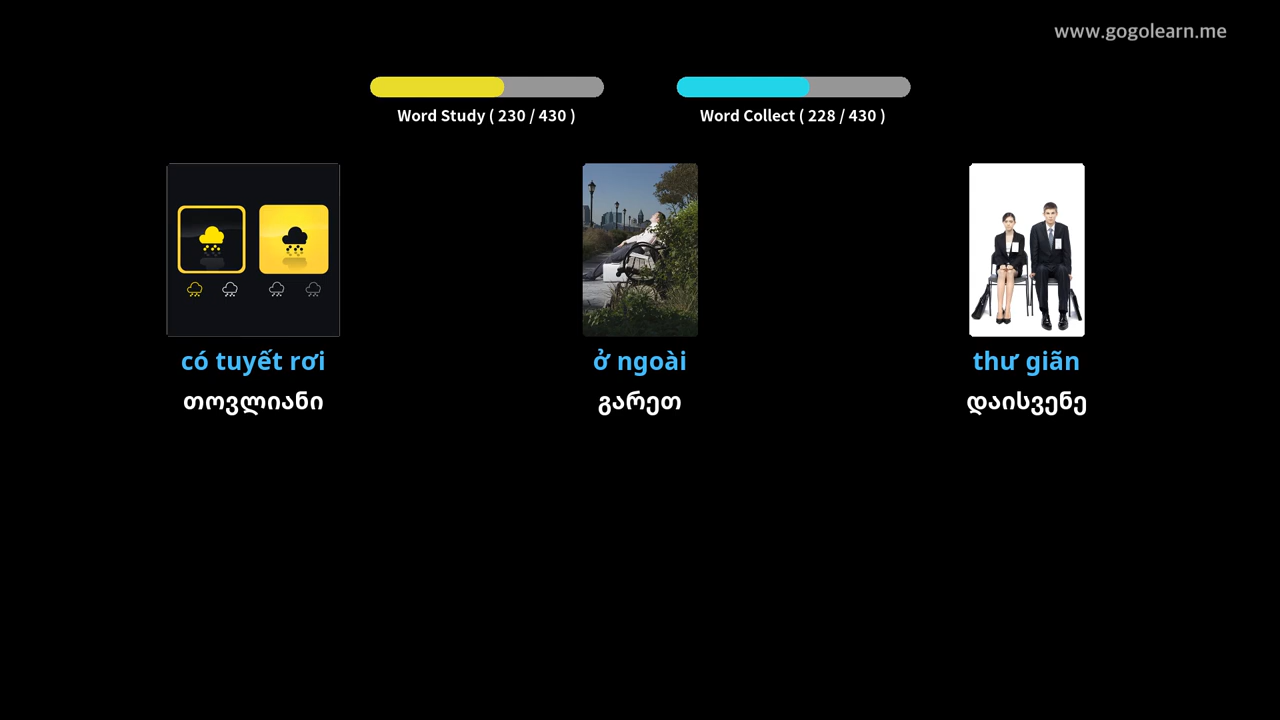 www.gogolearn.me
Word Study ( 230 / 430 )
Word Collect ( 228 / 430 )
có tuyết rơi
ở ngoài
thư giãn
თოვლიანი
გარეთ
დაისვენე